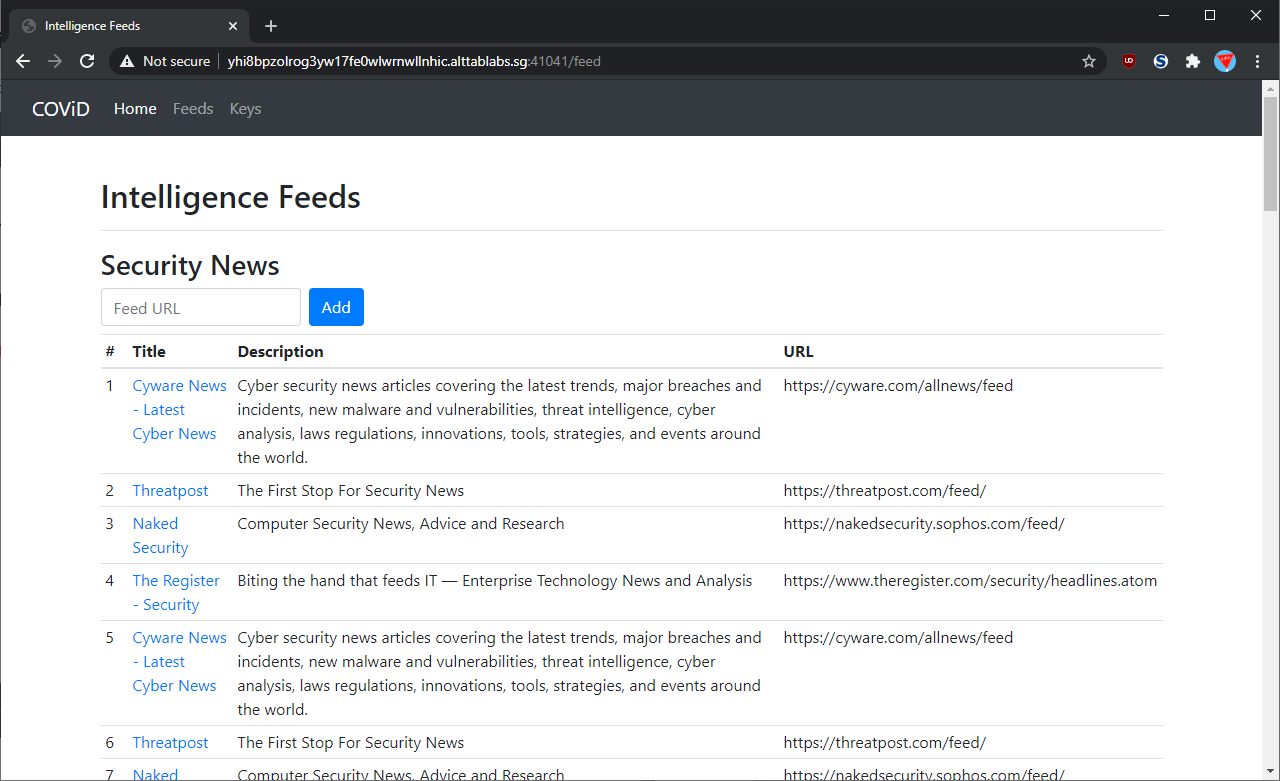 Intelligence Feeds
Not secure
yhi8bpzolrog3yw17fe0wlwrnwllnhic.alttablabs.sg:41041/feed
COViD Home Feeds Keys
Intelligence Feeds
Security News
Feed URL Add
# Title Description URL
1 Cyware News Cyber security news articles covering the latest trends, major breaches and https://cyware.com/allnews/feed
- Latest incidents, new malware and vulnerabilities, threat intelligence, cyber
Cyber News analysis, laws regulations, innovations, tools, strategies, and events around
the world.
2 Threatpost The First Stop For Security News https://threatpost.com/feed/
3 Naked Computer Security News, Advice and Research https://nakedsecurity.sophos.com/feed/
Security
4 The Register Biting the hand that feeds IT — Enterprise Technology News and Analysis https://www.theregister.com/security/headlines.atom
- Security
5 Cyware News Cyber security news articles covering the latest trends, major breaches and https://cyware.com/allnews/feed
- Latest incidents, new malware and vulnerabilities, threat intelligence, cyber
Cyber News analysis, laws regulations, innovations, tools, strategies, and events around
the world.
6 Threatpost The First Stop For Security News https://threatpost.com/feed/
7 Naked Computer Security News, Advice and Research https://nakedsecurity.sophos.com/feed/